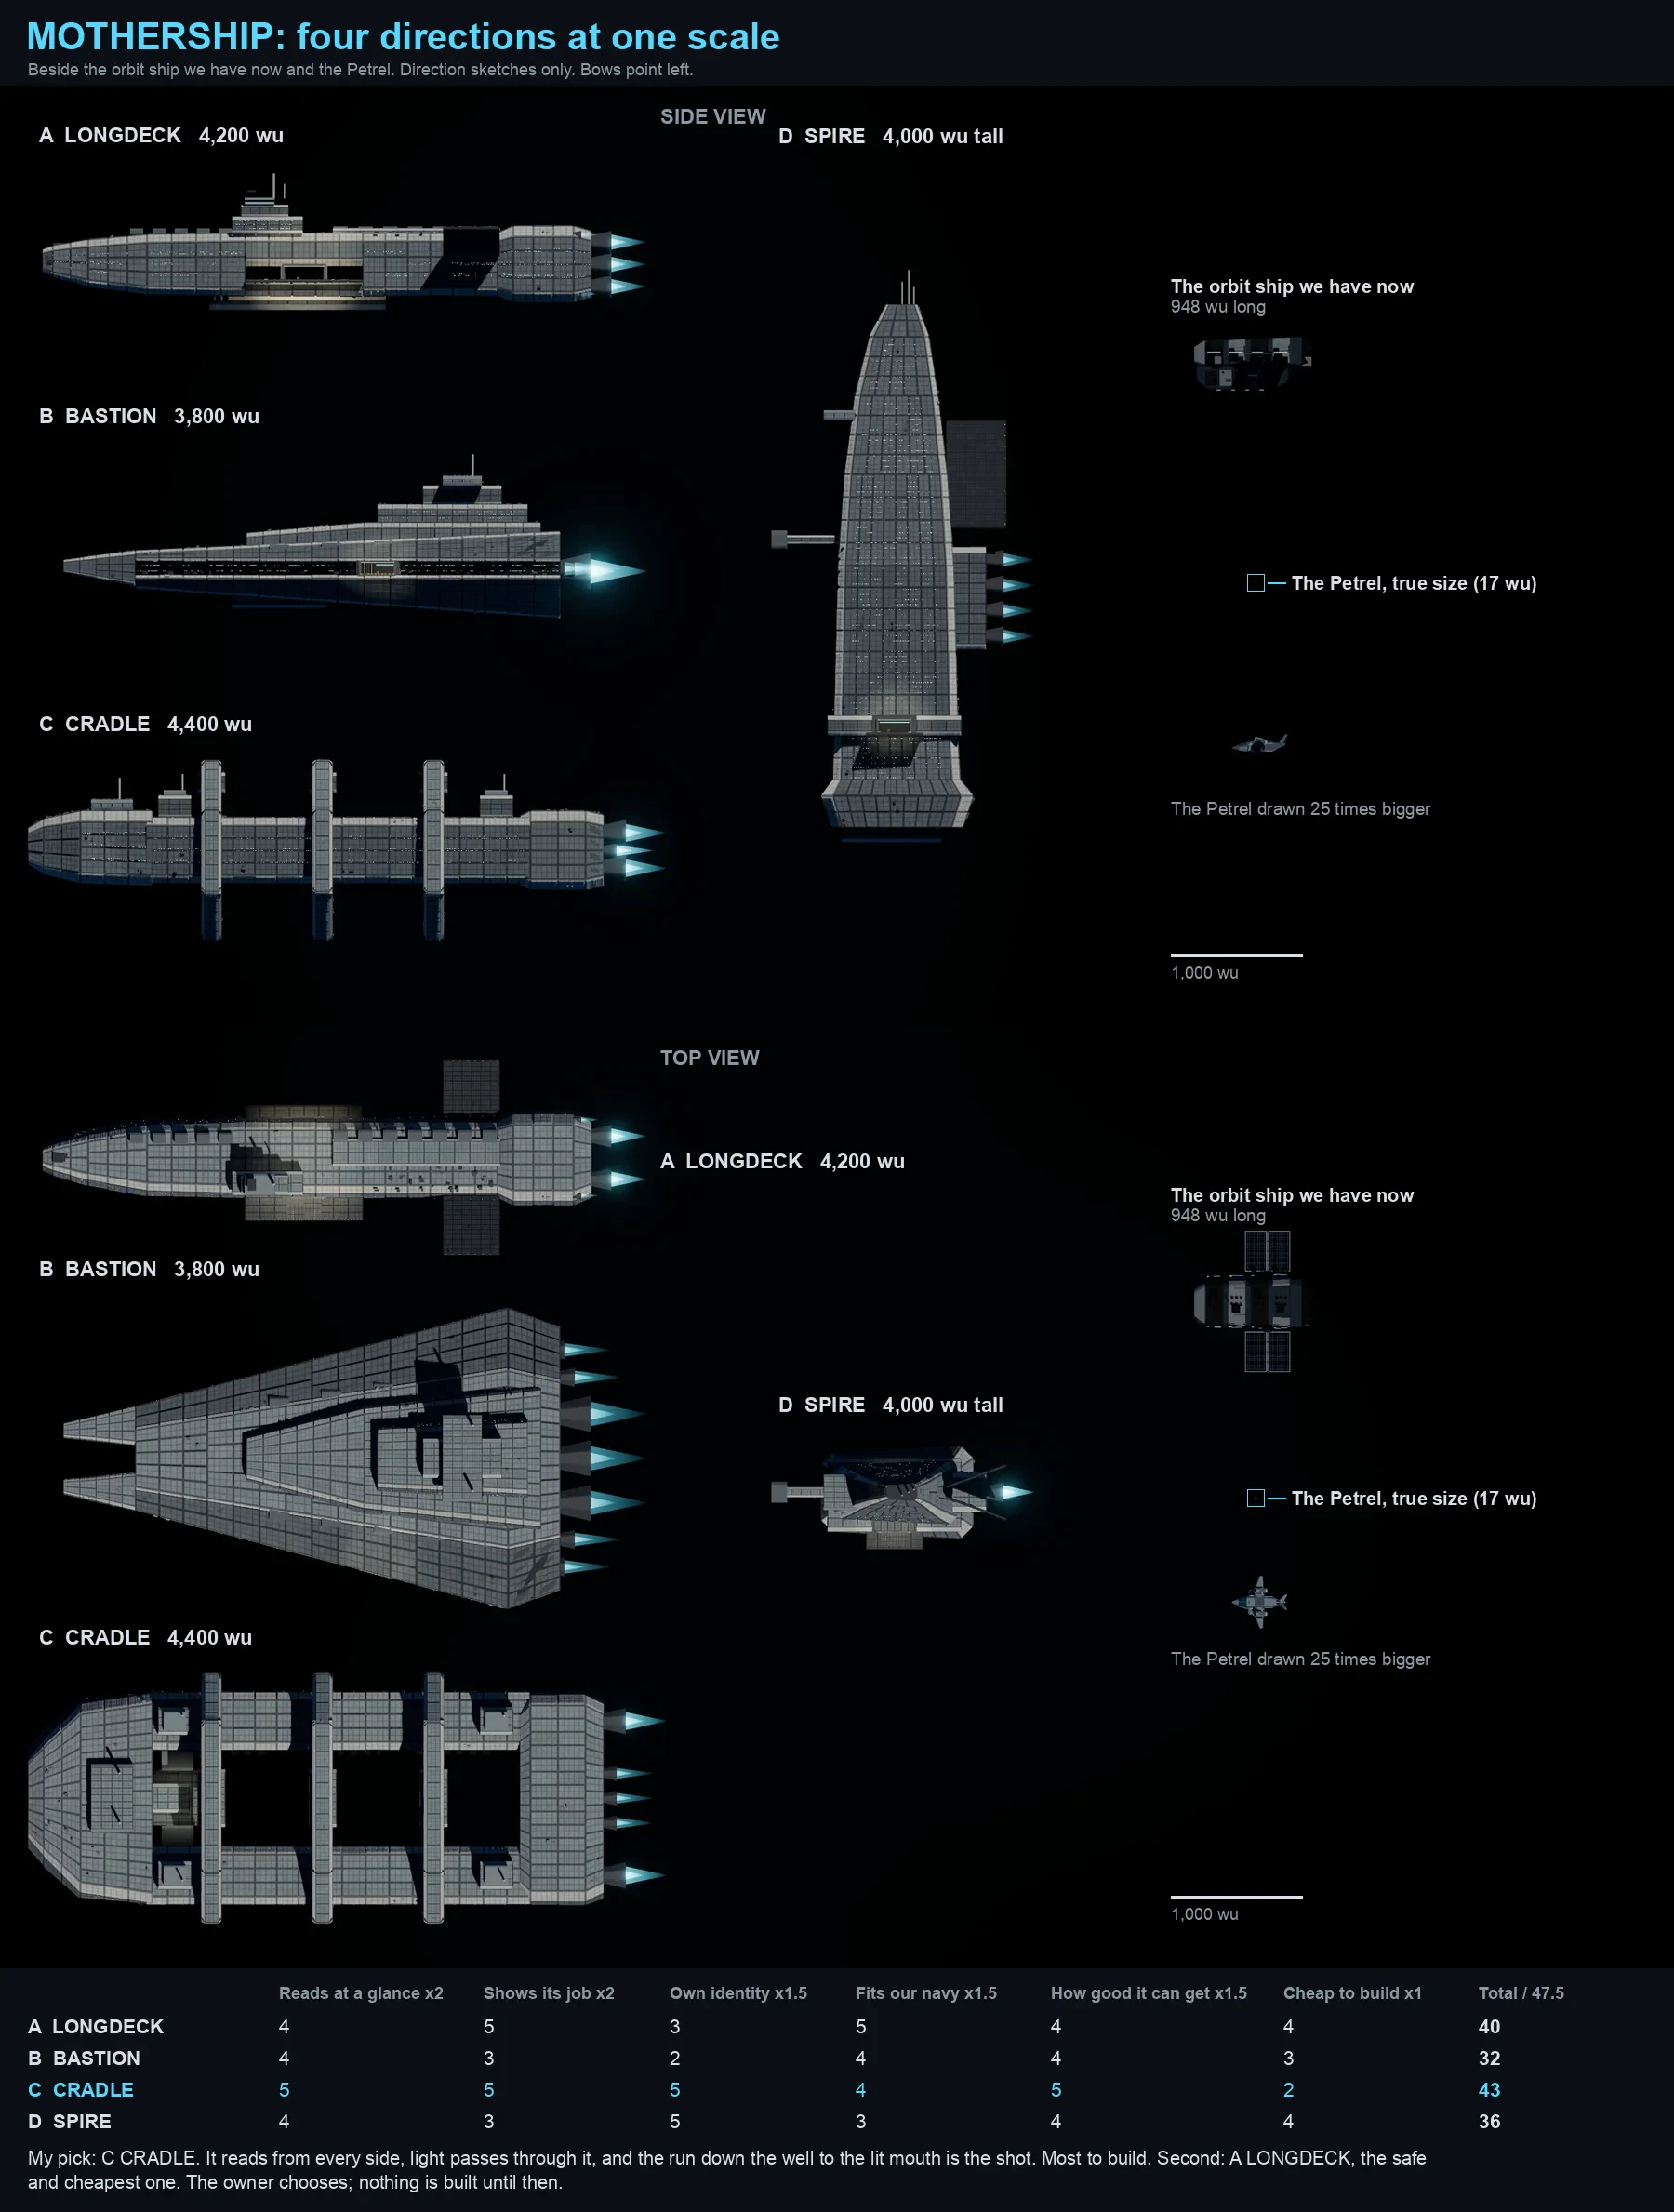 MOTHERSHIP: four directions at one scale
Beside the orbit ship we have now and the Petrel. Direction sketches only. Bows point left.
SIDE VIEW
A LONGDECK 4,200 wu
D SPIRE 4,000 wu tall
The orbit ship we have now
948 wu long
B BASTION 3,800 wu
The Petrel, true size (17 wu)
C CRADLE 4,400 wu
The Petrel drawn 25 times bigger
1,000 wu
TOP VIEW
A LONGDECK 4,200 wu
The orbit ship we have now
948 wu long
B BASTION 3,800 wu
D SPIRE 4,000 wu tall
The Petrel, true size (17 wu)
C CRADLE 4,400 wu
The Petrel drawn 25 times bigger
1,000 wu
Reads at a glance x2 Shows its job x2 Own identity x1.5 Fits our navy x1.5 How good it can get x1.5 Cheap to build x1 Total / 47.5
A LONGDECK 4 5 3 5 4 4 40
B BASTION 4 3 2 4 4 3 32
C CRADLE 5 5 5 4 5 2 43
D SPIRE 4 3 5 3 4 4 36
My pick: C CRADLE. It reads from every side, light passes through it, and the run down the well to the lit mouth is the shot. Most to build. Second: A LONGDECK, the safe
and cheapest one. The owner chooses; nothing is built until then.